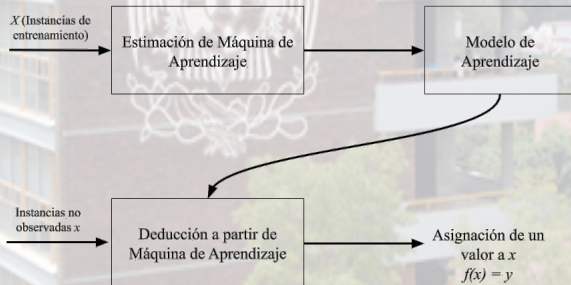 X (Instancias de
entrenamiento)
Estimación de Máquina de
Aprendizaje
Modelo de
Aprendizaje
Instancias no
observadas x
Deducción a partir de
Máquina de Aprendizaje
Asignación de un
valor a x
f(x) = y